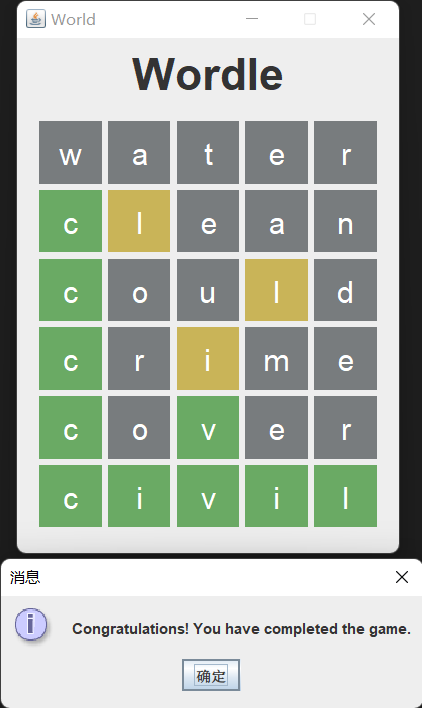 World
Wordle
w a t e r
c l e a n
c o u l d
c r i m e
c o v e r
c i v i l
消息
Congratulations! You have completed the game.
确定